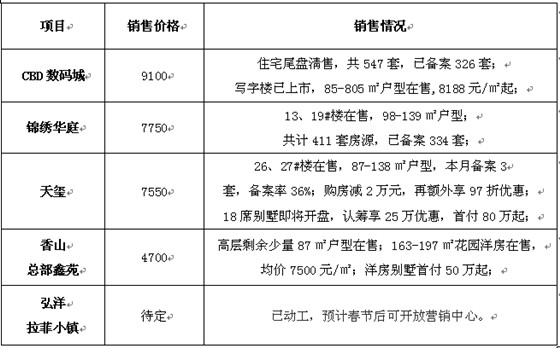 项目 销售价格 销售情况
CBD 数码城 9100 住宅尾盘清售，共 547 套，已备案 326 套；
写字楼已上市，85-805 ㎡户型在售,8188 元/㎡起；
锦绣华庭 7750 13、19#楼在售，98-139 ㎡户型；
共计 411 套房源，已备案 334 套；
天玺 7550 26、27#楼在售，87-138 ㎡户型，本月备案 3
套，备案率 36%；购房减 2 万元，再额外享 97 折优惠；
18 席别墅即将开盘，认筹享 25 万优惠，首付 80 万起；
香山
总部鑫苑 4700 高层剩余少量 87 ㎡户型在售；163-197 ㎡花园洋房在售，
均价 7500 元/㎡；洋房别墅首付 50 万起；
弘洋
拉菲小镇 待定 已动工，预计春节后可开放营销中心。